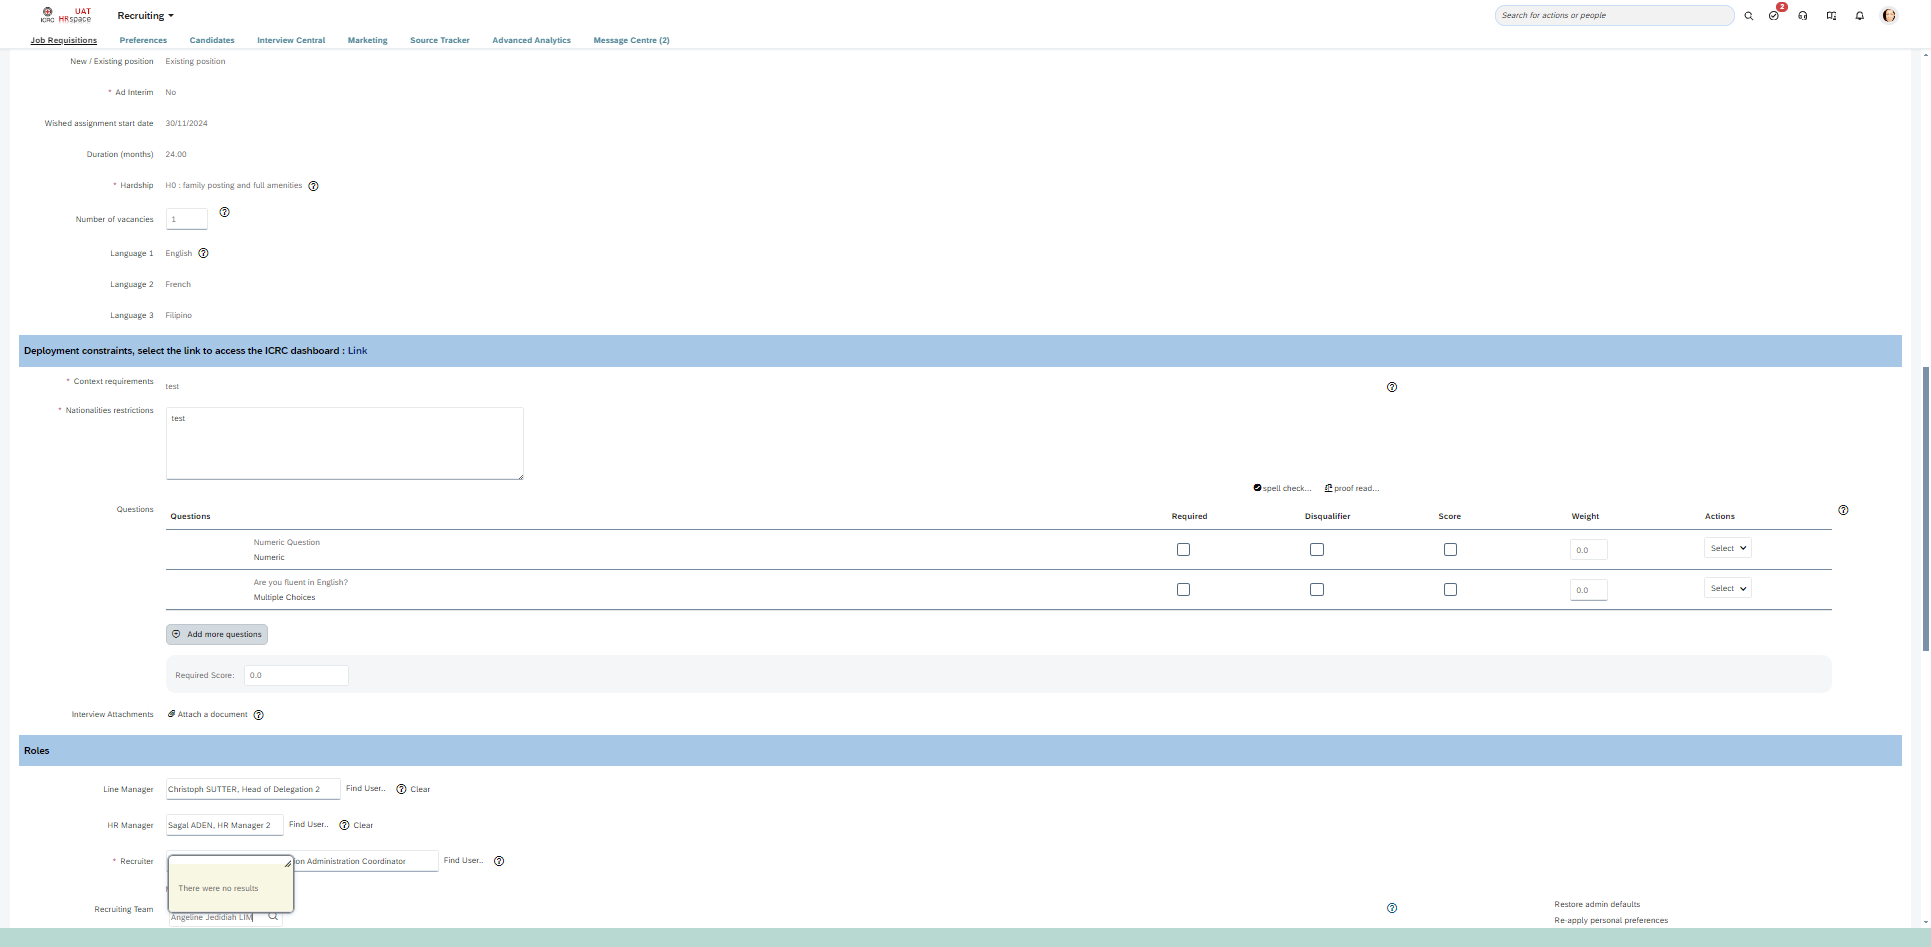 ICRC UAT HRspace Recruiting Search for actions or people 2
Job Requisitions Preferences Candidates Interview Central Marketing Source Tracker Advanced Analytics Message Centre (2)
New / Existing position Existing position
* Ad Interim No
Wished assignment start date 30/11/2024
Duration (months) 24.00
* Hardship H0 : family posting and full amenities
Number of vacancies 1
Language 1 English
Language 2 French
Language 3 Filipino
Deployment constraints, select the link to access the ICRC dashboard : Link
* Context requirements test
* Nationalities restrictions test
spell check... proof read...
Questions Questions Required Disqualifier Score Weight Actions
Numeric Question
Numeric 0.0 Select
Are you fluent in English?
Multiple Choices 0.0 Select
Add more questions
Required Score: 0.0
Interview Attachments Attach a document
Roles
Line Manager Christoph SUTTER, Head of Delegation 2 Find User.. Clear
HR Manager Sagal ADEN, HR Manager 2 Find User.. Clear
* Recruiter Administration Coordinator Find User..
There were no results
Recruiting Team Angeline Jedidiah LIM
Restore admin defaults
Re-apply personal preferences